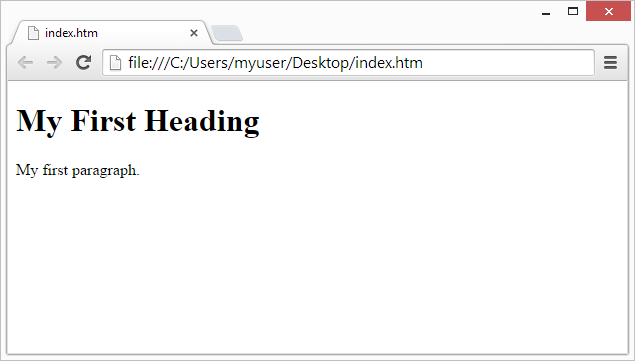 index.htm
file:///C:/Users/myuser/Desktop/index.htm
My First Heading
My first paragraph.